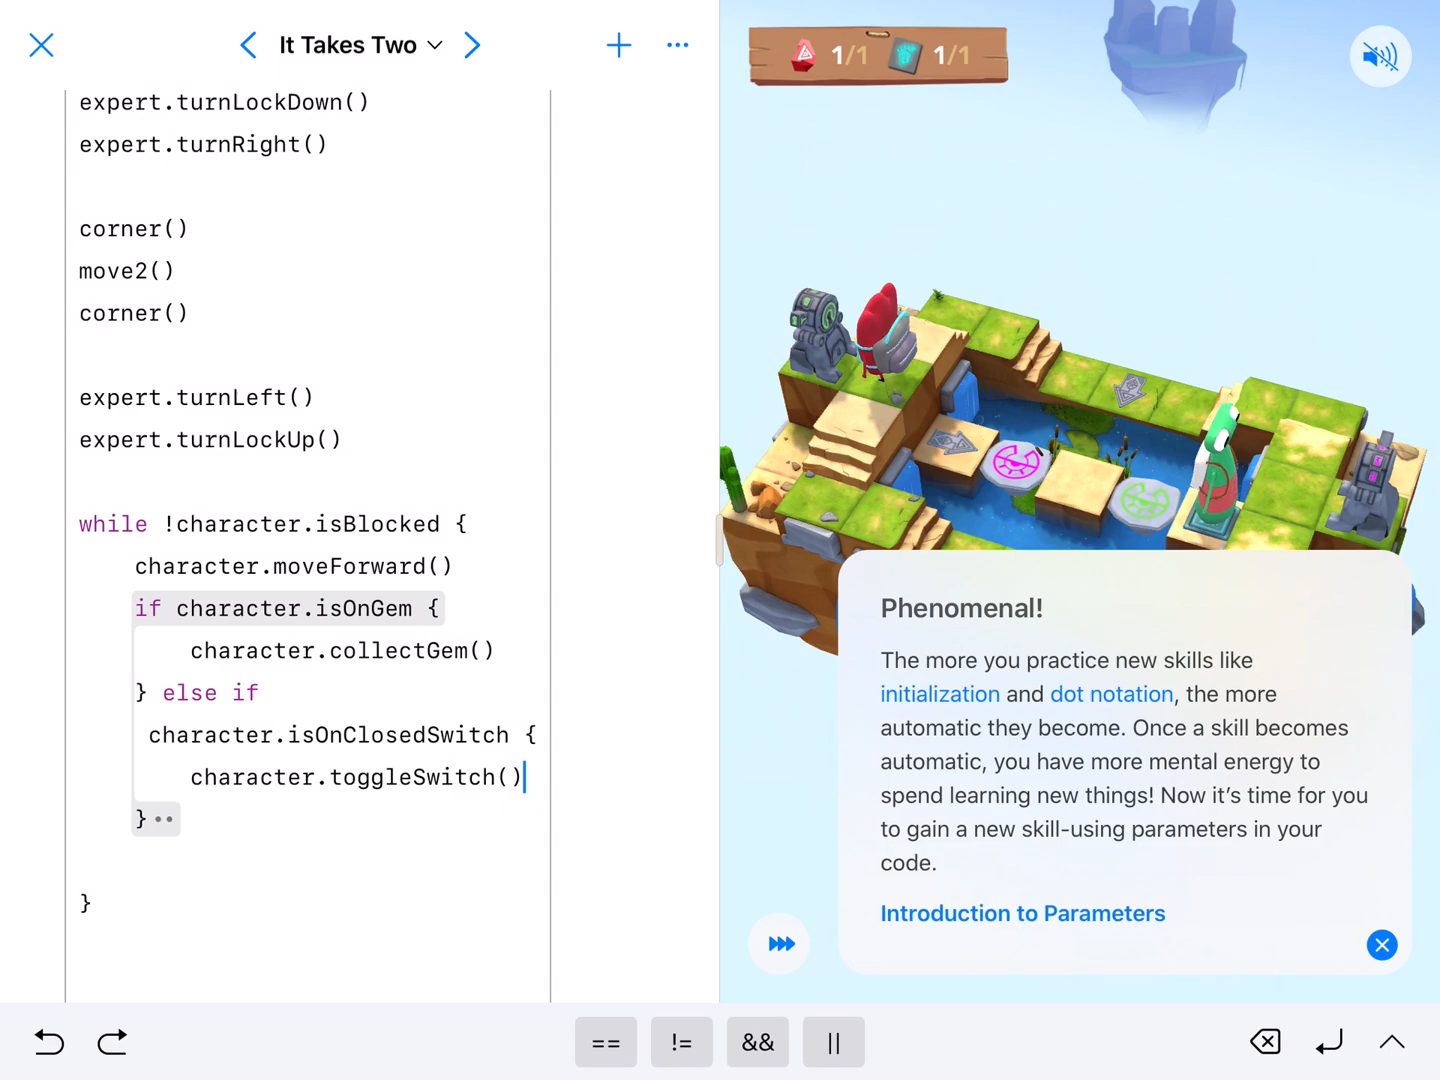 It Takes Two
expert.turnLockDown()
expert.turnRight()
corner()
move2()
corner()
expert.turnLeft()
expert.turnLockUp()
while !character.isBlocked {
character.moveForward()
if character.isOnGem {
character.collectGem()
} else if
character.isOnClosedSwitch {
character.toggleSwitch()
}
}
1/1
1/1
Phenomenal!
The more you practice new skills like
initialization and dot notation, the more
automatic they become. Once a skill becomes
automatic, you have more mental energy to
spend learning new things! Now it’s time for you
to gain a new skill-using parameters in your
code.
Introduction to Parameters
== != && ||